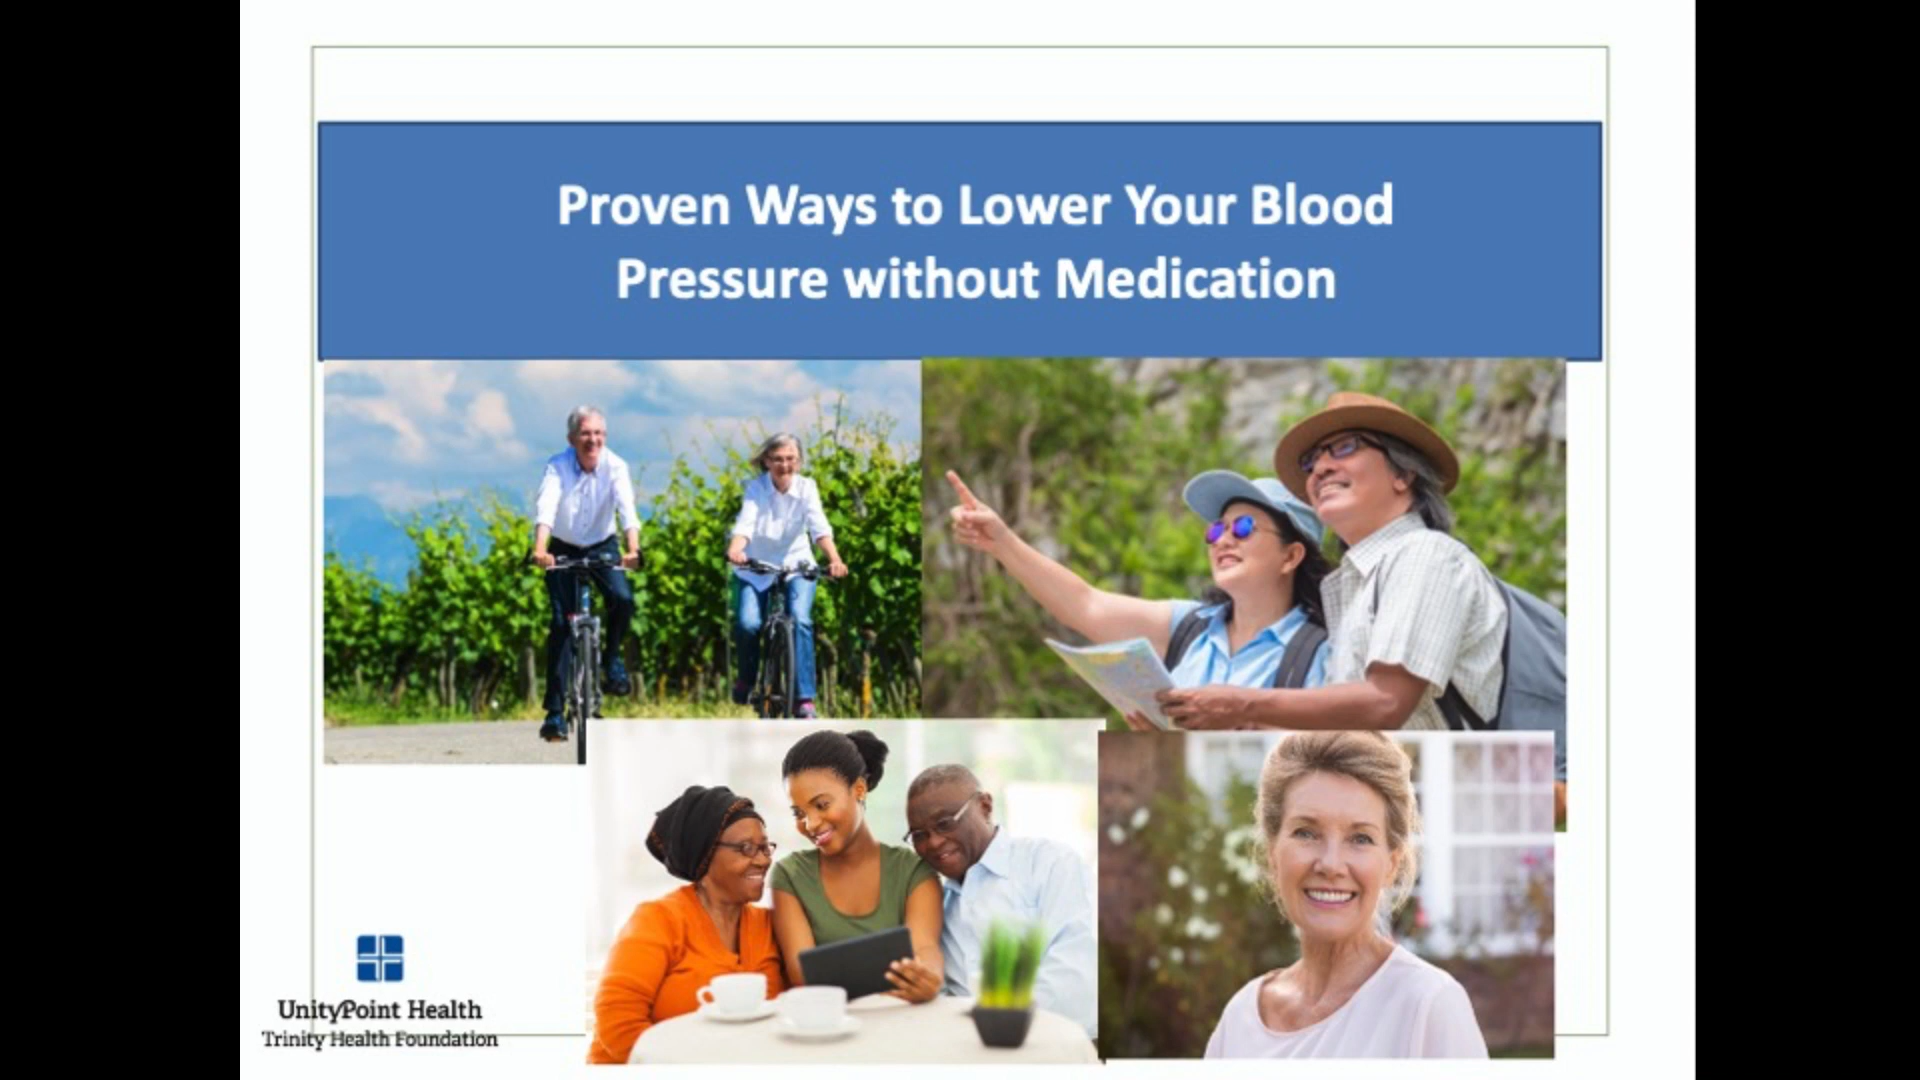 Proven Ways to Lower Your Blood
Pressure without Medication
UnityPoint Health
Trinity Health Foundation